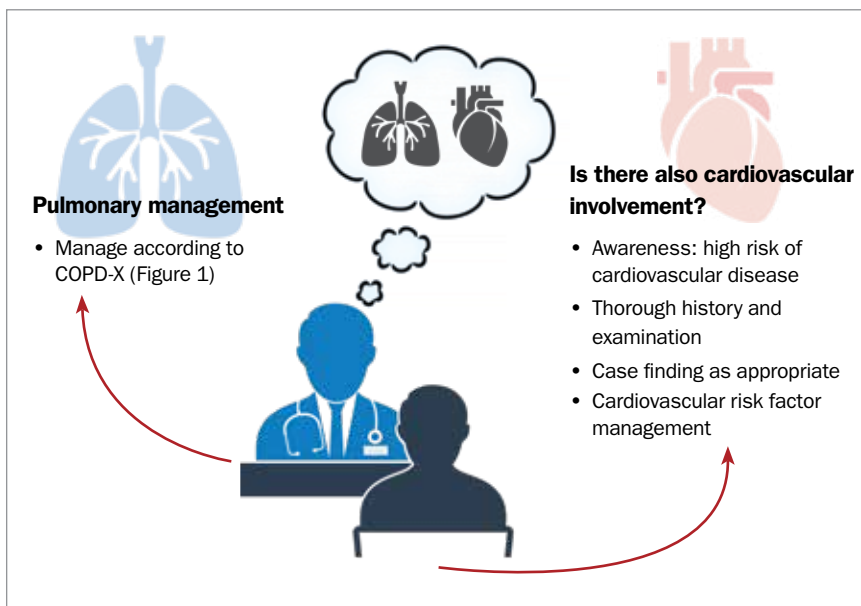 Pulmonary management
• Manage according to
COPD-X (Figure 1)
Is there also cardiovascular
involvement?
• Awareness: high risk of
cardiovascular disease
• Thorough history and
examination
• Case finding as appropriate
• Cardiovascular risk factor
management